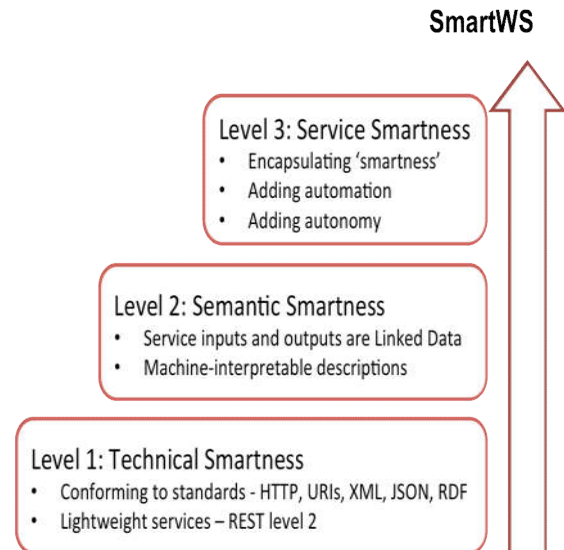 SmartWS
Level 3: Service Smartness
• Encapsulating ‘smartness’
• Adding automation
• Adding autonomy
Level 2: Semantic Smartness
• Service inputs and outputs are Linked Data
• Machine-interpretable descriptions
Level 1: Technical Smartness
• Conforming to standards - HTTP, URIs, XML, JSON, RDF
• Lightweight services – REST level 2